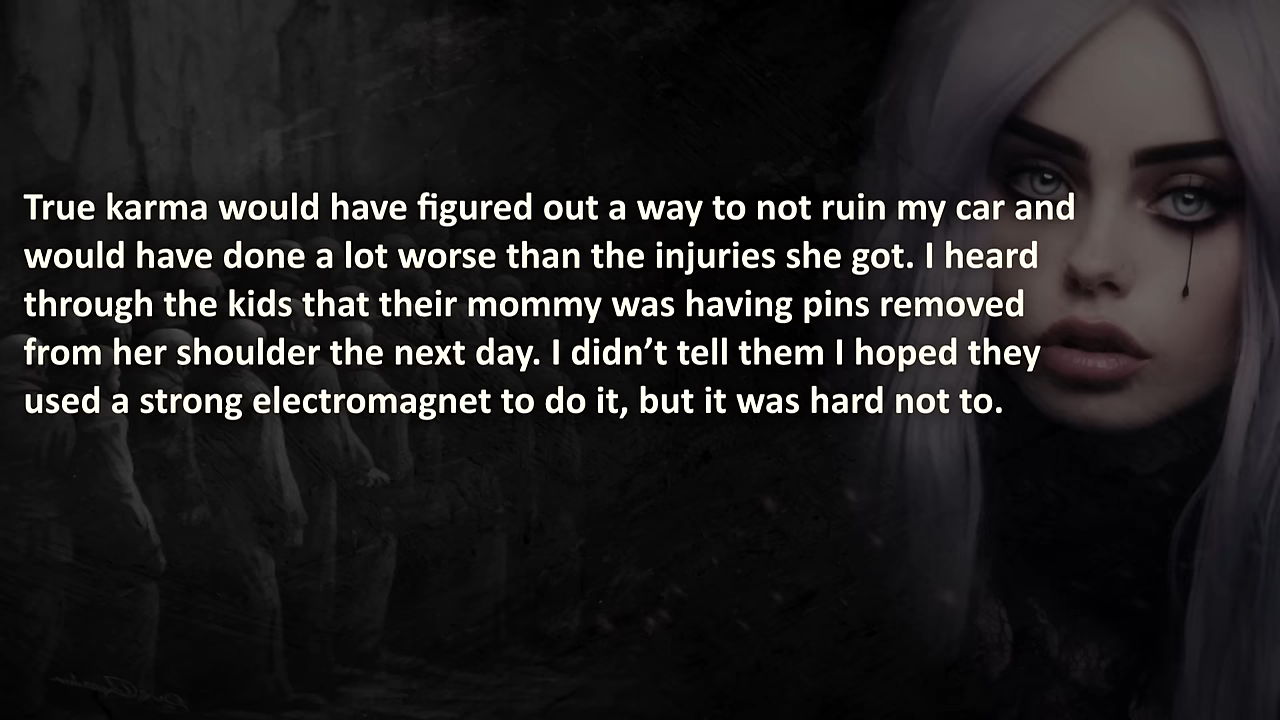 True karma would have figured out a way to not ruin my car and
would have done a lot worse than the injuries she got. I heard
through the kids that their mommy was having pins removed
from her shoulder the next day. I didn’t tell them I hoped they
used a strong electromagnet to do it, but it was hard not to.